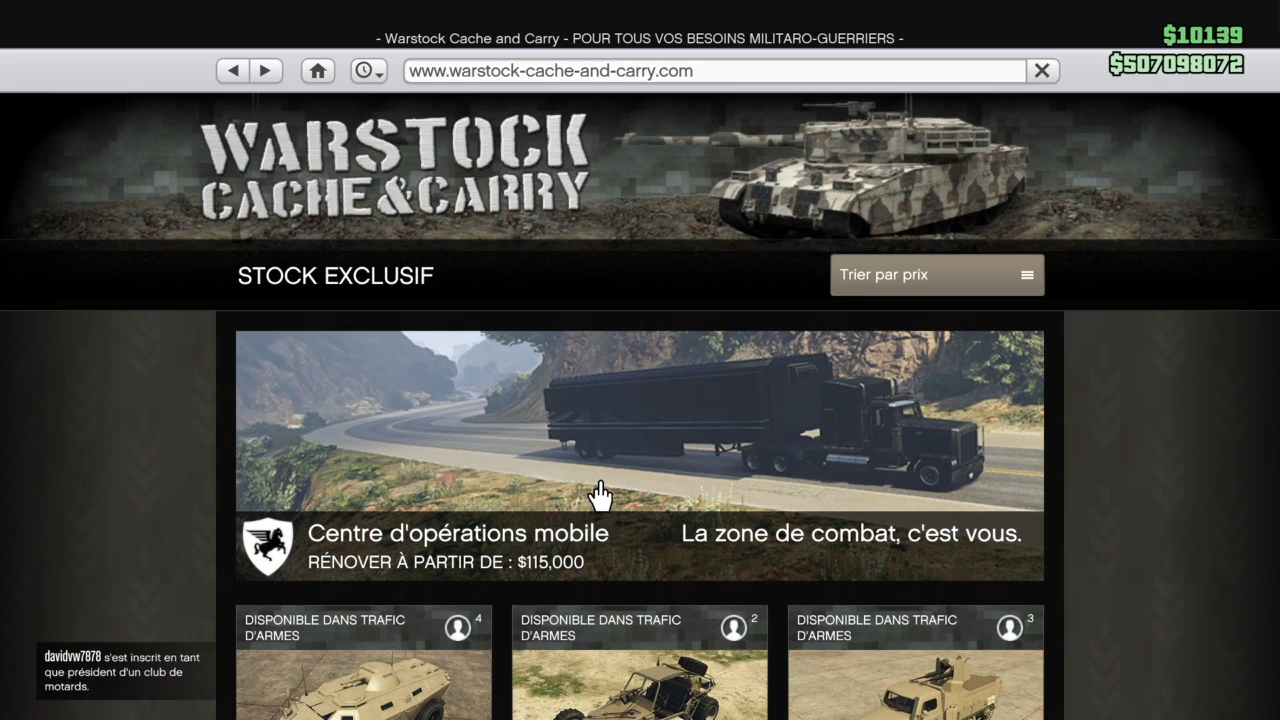 - Warstock Cache and Carry - POUR TOUS VOS BESOINS MILITARO-GUERRIERS -
$10139
$507098072
www.warstock-cache-and-carry.com
WARSTOCK
CACHE&CARRY
STOCK EXCLUSIF
Trier par prix
Centre d'opérations mobile
La zone de combat, c'est vous.
RÉNOVER À PARTIR DE : $115,000
DISPONIBLE DANS TRAFIC
D'ARMES
4
DISPONIBLE DANS TRAFIC
D'ARMES
2
DISPONIBLE DANS TRAFIC
D'ARMES
3
davidvw7878 s'est inscrit en tant
que président d'un club de
motards.